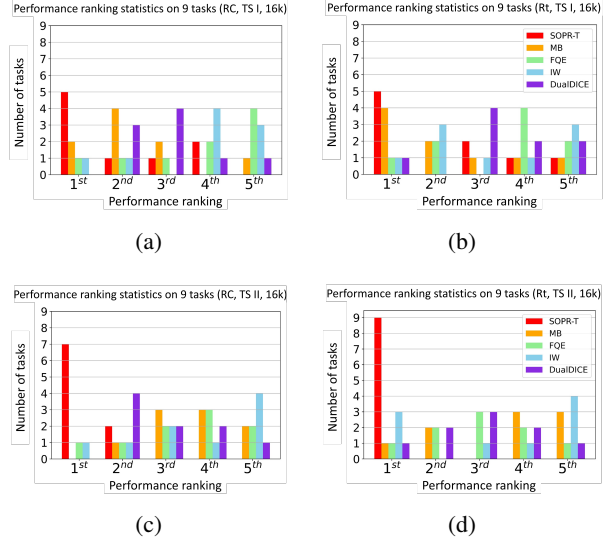 Performance ranking statistics on 9 tasks (RC, TS I, 16k)
Number of tasks
9
8
7
6
5
4
3
2
1
0
1st 2nd 3rd 4th 5th
Performance ranking
(a)
Performance ranking statistics on 9 tasks (Rt, TS I, 16k)
Number of tasks
9
8
7
6
5
4
3
2
1
0
SOPR-T
MB
FQE
IW
DualDICE
1st 2nd 3rd 4th 5th
Performance ranking
(b)
Performance ranking statistics on 9 tasks (RC, TS II, 16k)
Number of tasks
9
8
7
6
5
4
3
2
1
0
1st 2nd 3rd 4th 5th
Performance ranking
(c)
Performance ranking statistics on 9 tasks (Rt, TS II, 16k)
Number of tasks
9
8
7
6
5
4
3
2
1
0
SOPR-T
MB
FQE
IW
DualDICE
1st 2nd 3rd 4th 5th
Performance ranking
(d)